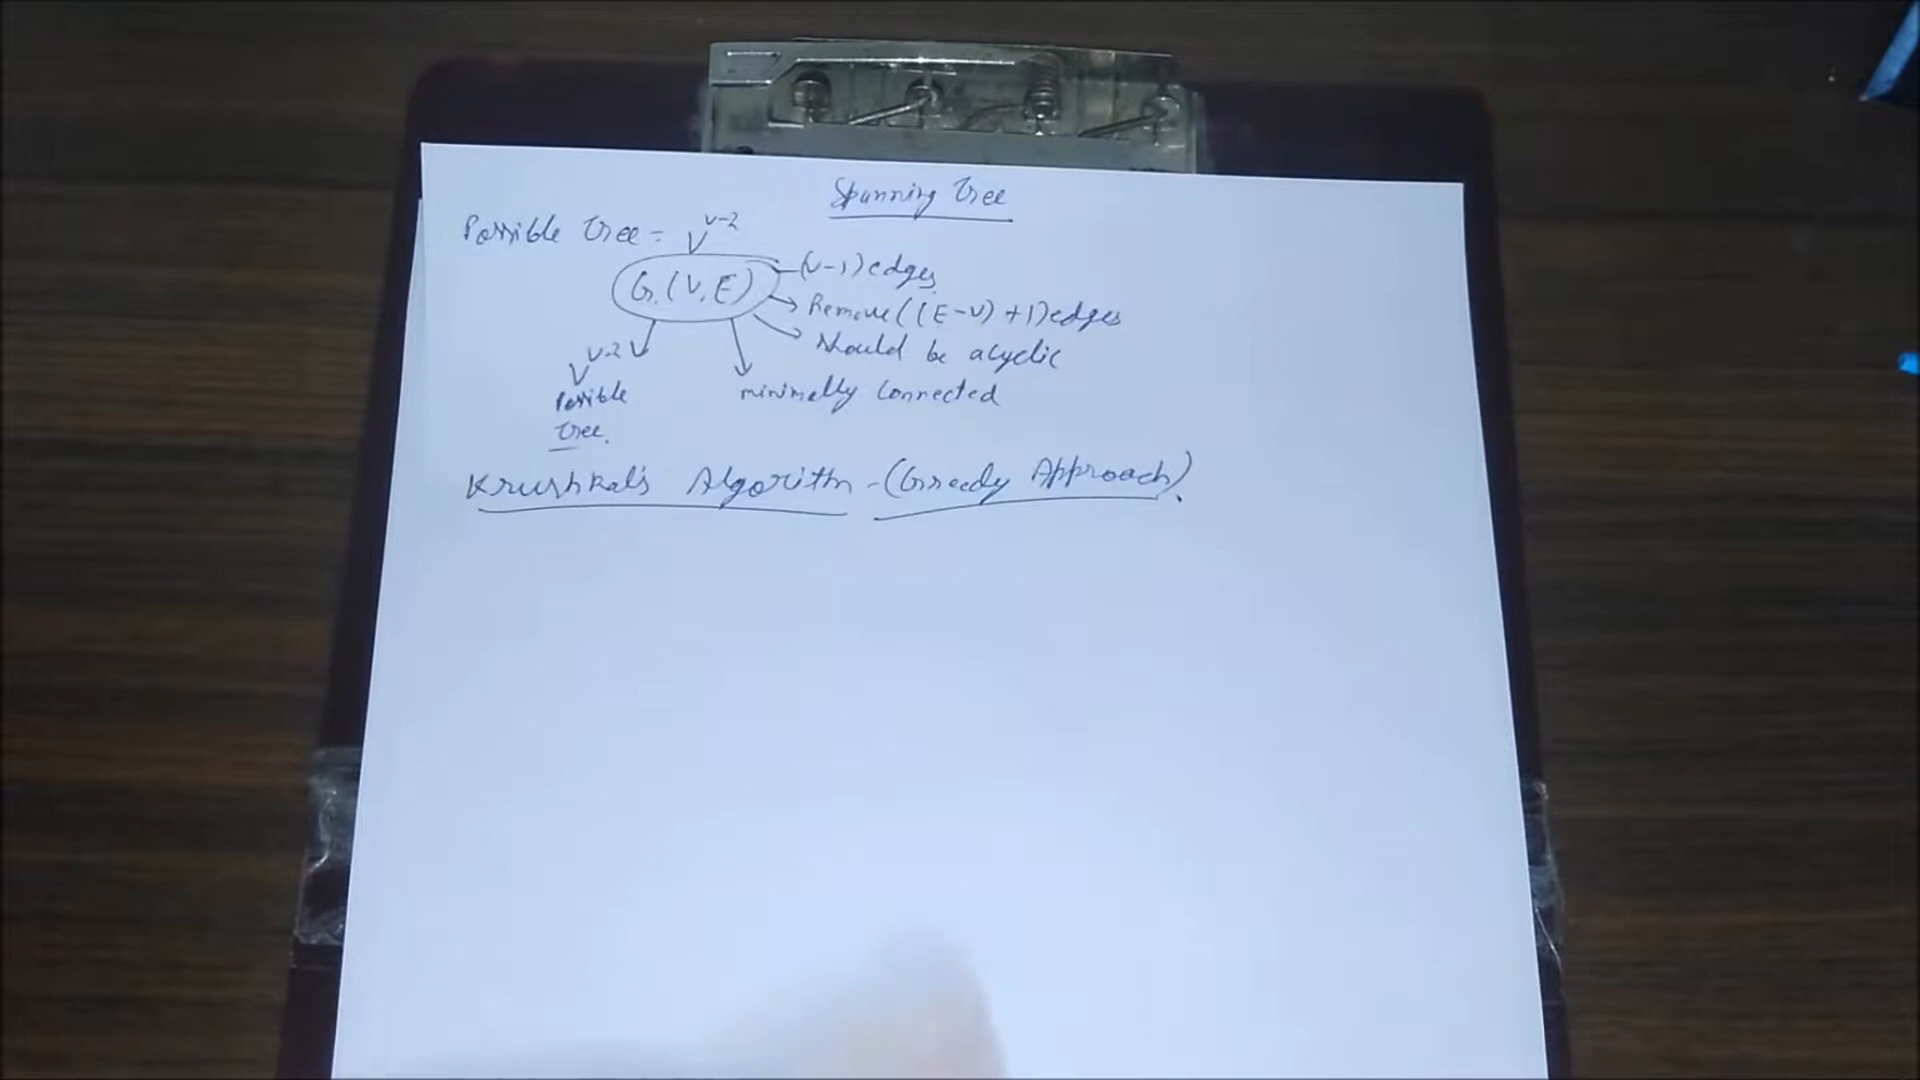 Spanning Tree
Possible Tree = V^v-2
G(V,E)
(v-1) edges
Remove((E-V)+1)edges
should be acyclic
V^v-2
Possible
Tree.
minimally connected
Krushkal's Algorithm - (Greedy Approach).